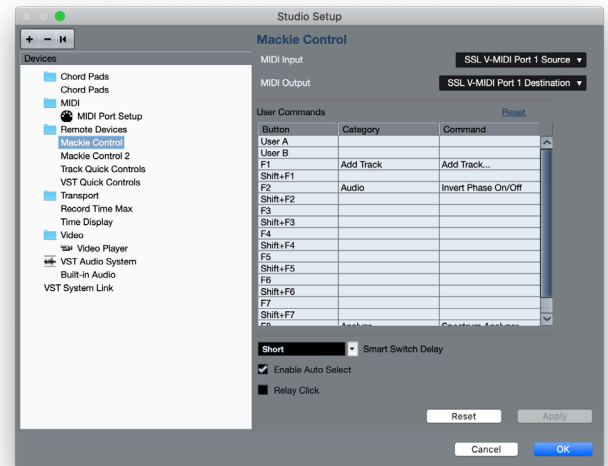 Studio Setup
Devices
Chord Pads
Chord Pads
MIDI
MIDI Port Setup
Remote Devices
Mackie Control
Mackie Control 2
Track Quick Controls
VST Quick Controls
Transport
Record Time Max
Time Display
Video
Video Player
VST Audio System
Built-in Audio
VST System Link
Mackie Control
MIDI Input SSL V-MIDI Port 1 Source
MIDI Output SSL V-MIDI Port 1 Destination
User Commands Reset
Button Category Command
User A
User B
F1 Add Track Add Track...
Shift+F1
F2 Audio Invert Phase On/Off
Shift+F2
F3
Shift+F3
F4
Shift+F4
F5
Shift+F5
F6
Shift+F6
F7
Shift+F7
F8 Analyze Spectrum Analyzer
Short Smart Switch Delay
Enable Auto Select
Relay Click
Reset Apply
Cancel OK